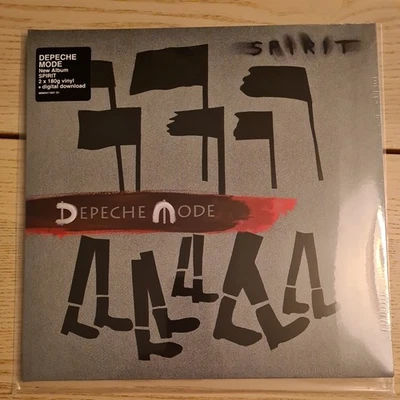 DEPECHE
MODE
New Album
SPIRIT
2 x 180g vinyl
+ digital download
SPIRIT
DEPECHE MODE